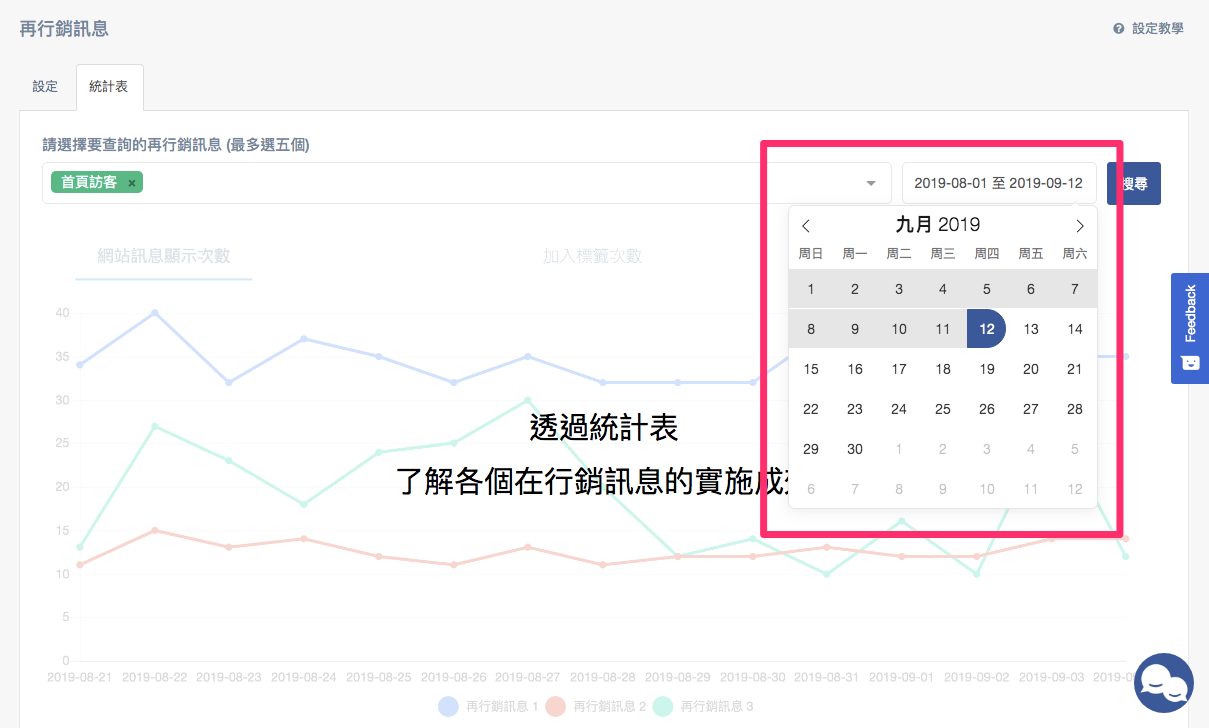 再行銷訊息
設定教學
設定
統計表
請選擇要查詢的再行銷訊息 (最多選五個)
首頁訪客 ×
2019-08-01 至 2019-09-12
搜尋
網站訊息顯示次數
加入標籤次數
九月 2019
周日 周一 周二 周三 周四 周五 周六
1 2 3 4 5 6 7
8 9 10 11 12 13 14
15 16 17 18 19 20 21
22 23 24 25 26 27 28
29 30 1 2 3 4 5
6 7 8 9 10 11 12
Feedback
40
35
30
25
20
15
10
5
0
透過統計表
了解各個在行銷訊息的實施成
2019-08-21 2019-08-22 2019-08-23 2019-08-24 2019-08-25 2019-08-26 2019-08-27 2019-08-28 2019-08-29 2019-08-30 2019-08-31 2019-09-01 2019-09-02 2019-09-03 2019-0
再行銷訊息 1 再行銷訊息 2 再行銷訊息 3